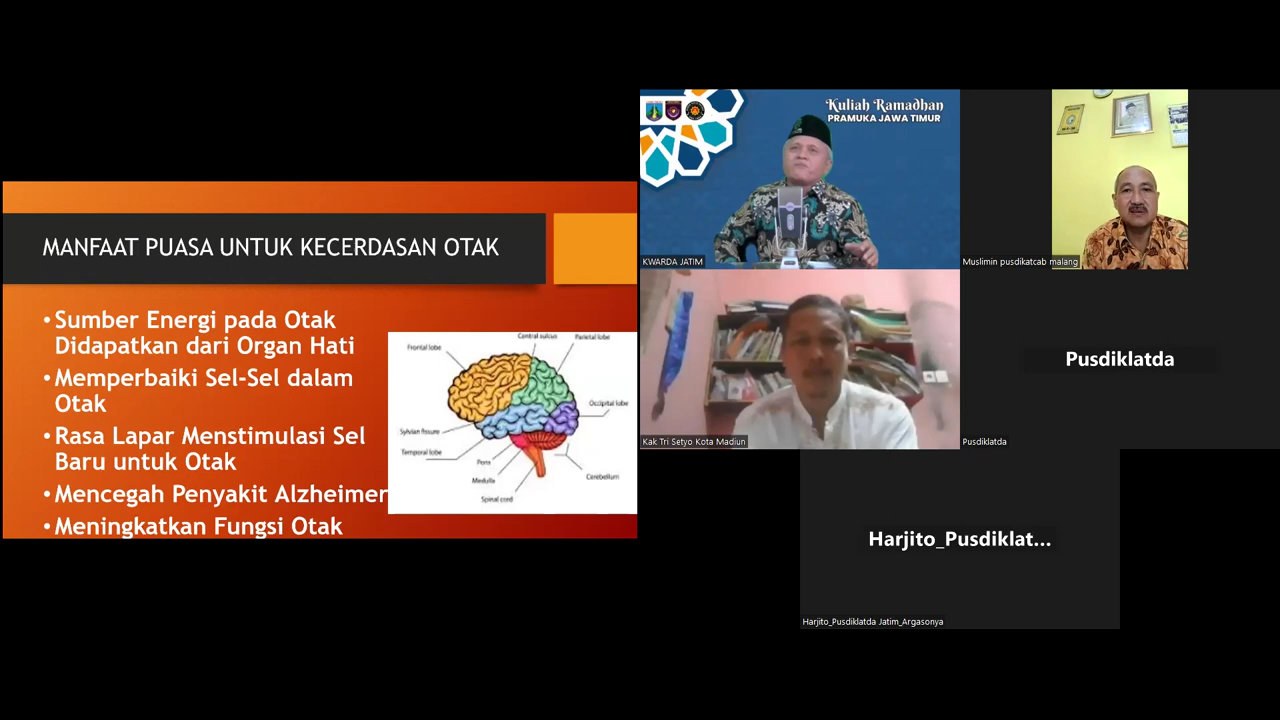 MANFAAT PUASA UNTUK KECERDASAN OTAK
•Sumber Energi pada Otak
Didapatkan dari Organ Hati
•Memperbaiki Sel-Sel dalam
Otak
•Rasa Lapar Menstimulasi Sel
Baru untuk Otak
•Mencegah Penyakit Alzheimer
•Meningkatkan Fungsi Otak
Central sulcus
Parietal lobe
Frontal lobe
Occipital lobe
Sylvian fissure
Temporal lobe
Pons
Medulla
Cerebellum
Spinal cord
Kuliah Ramadhan
PRAMUKA JAWA TIMUR
KWARDA JATIM
Muslimin pusdikatcab malang
Kak Tri Setyo Kota Madiun
Pusdiklatda
Pusdiklatda
Harjito_Pusdiklat...
Harjito_Pusdiklatda Jatim_Argasonya